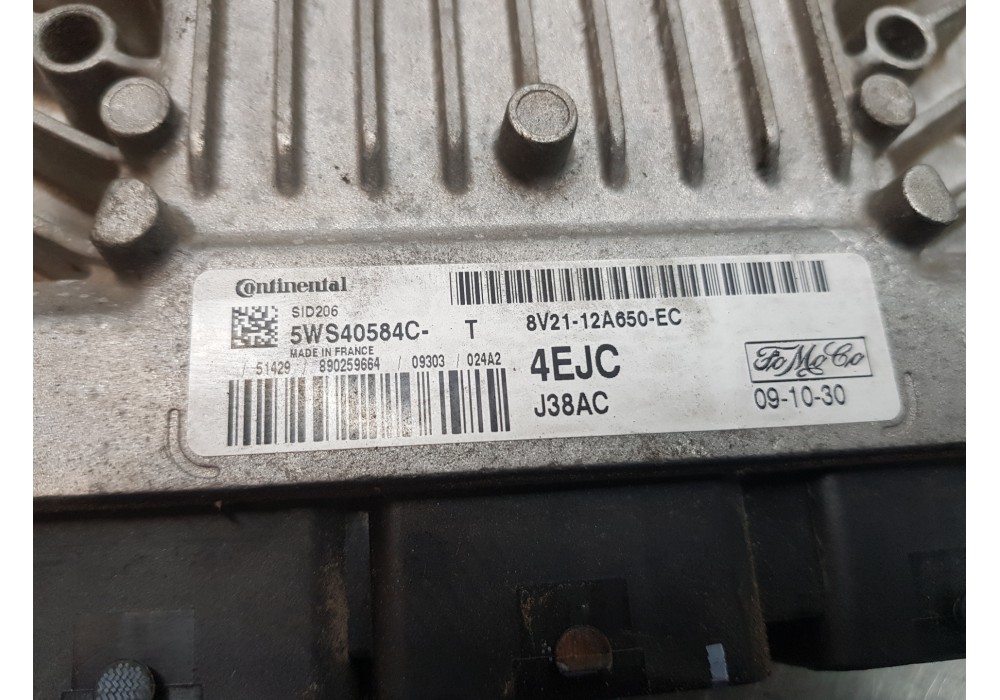 Continental
SID206
5WS40584C- T
MADE IN FRANCE
/ 51429 / 890259664 / 09303 / 024A2
8V21-12A650-EC
4EJC
J38AC
FoMoCo
09-10-30